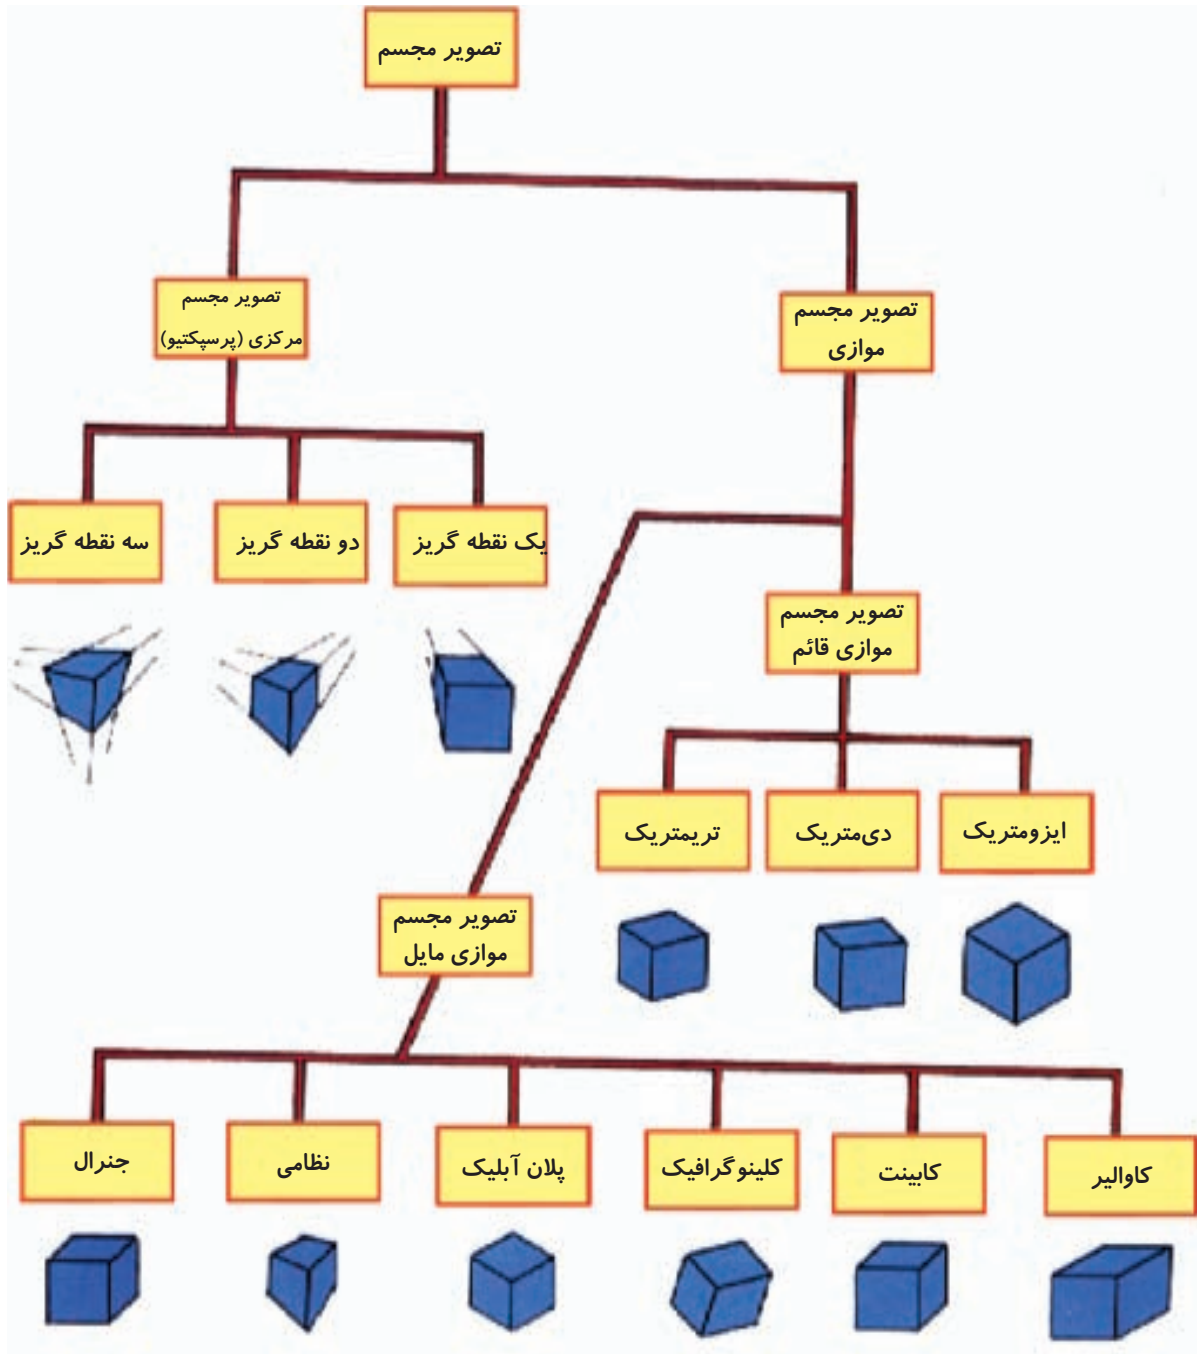 تصویر مجسم
تصویر مجسم
مرکزی (پرسپکتیو)
تصویر مجسم
موازی
یک نقطه گریز
دو نقطه گریز
سه نقطه گریز
تصویر مجسم
موازی قائم
ایزومتریک
دی‌متریک
تریمتریک
تصویر مجسم
موازی مایل
کاوالیر
کابینت
کلینوگرافیک
پلان آبلیک
نظامی
جنرال